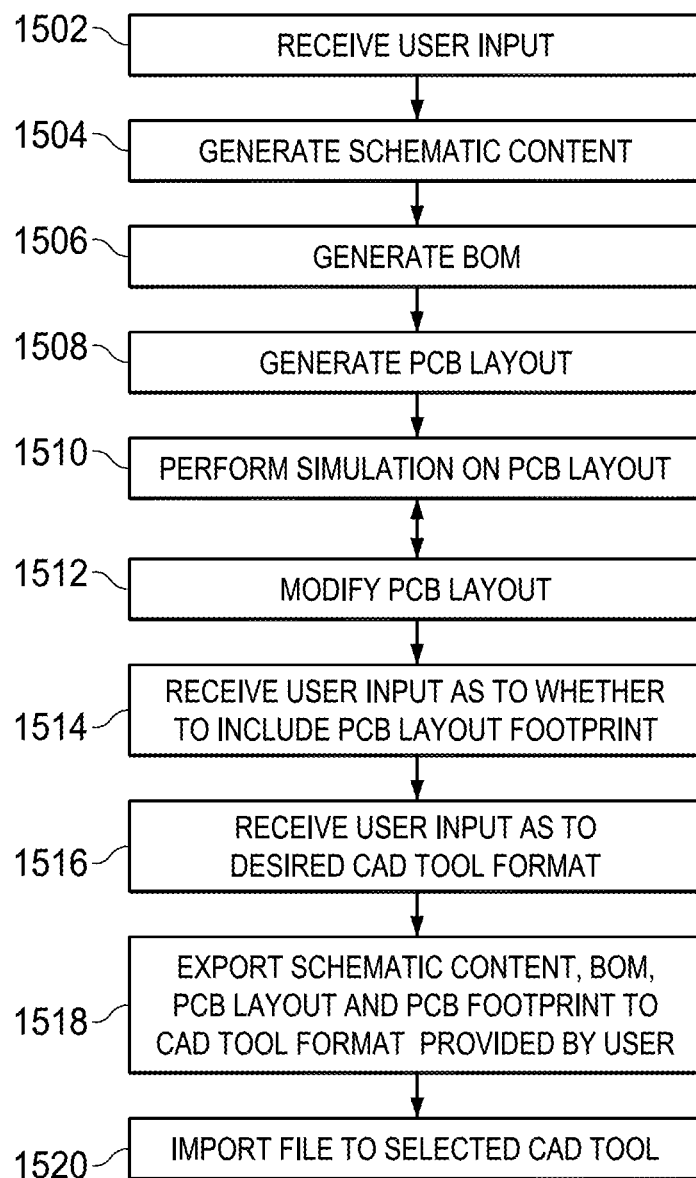 1502
RECEIVE USER INPUT
1504
GENERATE SCHEMATIC CONTENT
1506
GENERATE BOM
1508
GENERATE PCB LAYOUT
1510
PERFORM SIMULATION ON PCB LAYOUT
1512
MODIFY PCB LAYOUT
1514
RECEIVE USER INPUT AS TO WHETHER
TO INCLUDE PCB LAYOUT FOOTPRINT
1516
RECEIVE USER INPUT AS TO
DESIRED CAD TOOL FORMAT
1518
EXPORT SCHEMATIC CONTENT, BOM,
PCB LAYOUT AND PCB FOOTPRINT TO
CAD TOOL FORMAT PROVIDED BY USER
1520
IMPORT FILE TO SELECTED CAD TOOL